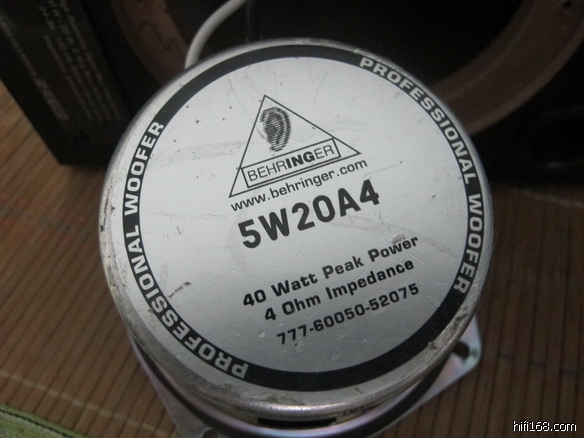 PROFESSIONAL WOOFER
PROFESSIONAL WOOFER
BEHRINGER
www.behringer.com
5W20A4
40 Watt Peak Power
4 Ohm Impedance
777-60050-52075
hifi168.com